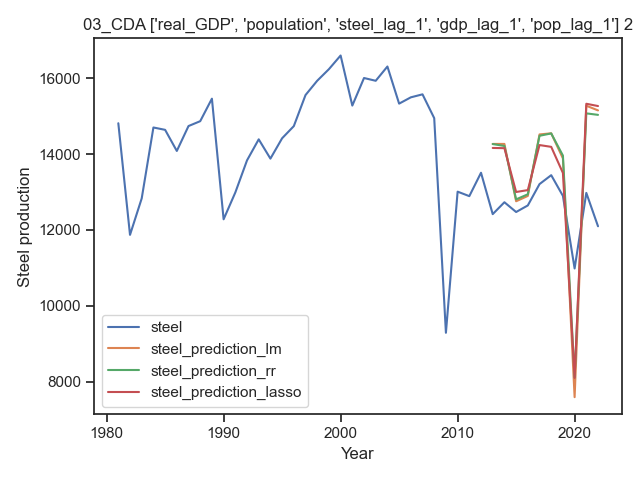 03_CDA ['real_GDP', 'population', 'steel_lag_1', 'gdp_lag_1', 'pop_lag_1'] 2
16000
14000
12000
10000
8000
Steel production
steel
steel_prediction_lm
steel_prediction_rr
steel_prediction_lasso
1980
1990
2000
2010
2020
Year